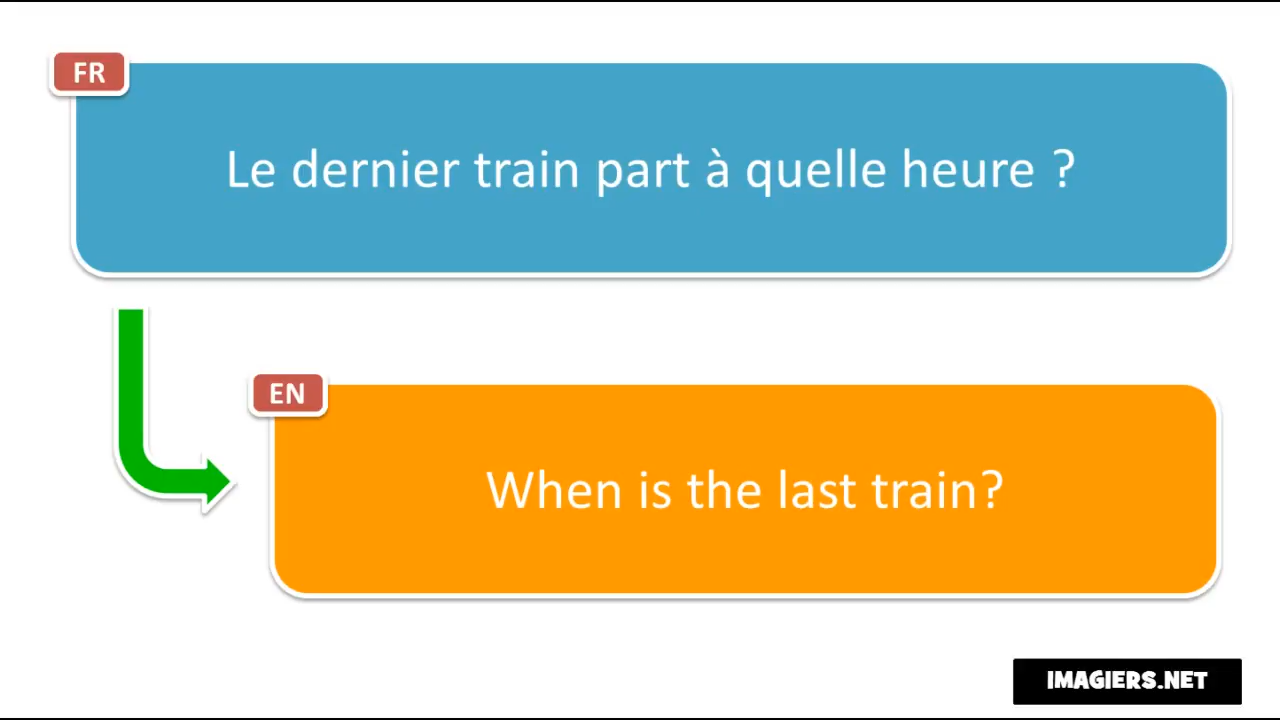 FR
Le dernier train part à quelle heure ?
EN
When is the last train?
IMAGIERS.NET